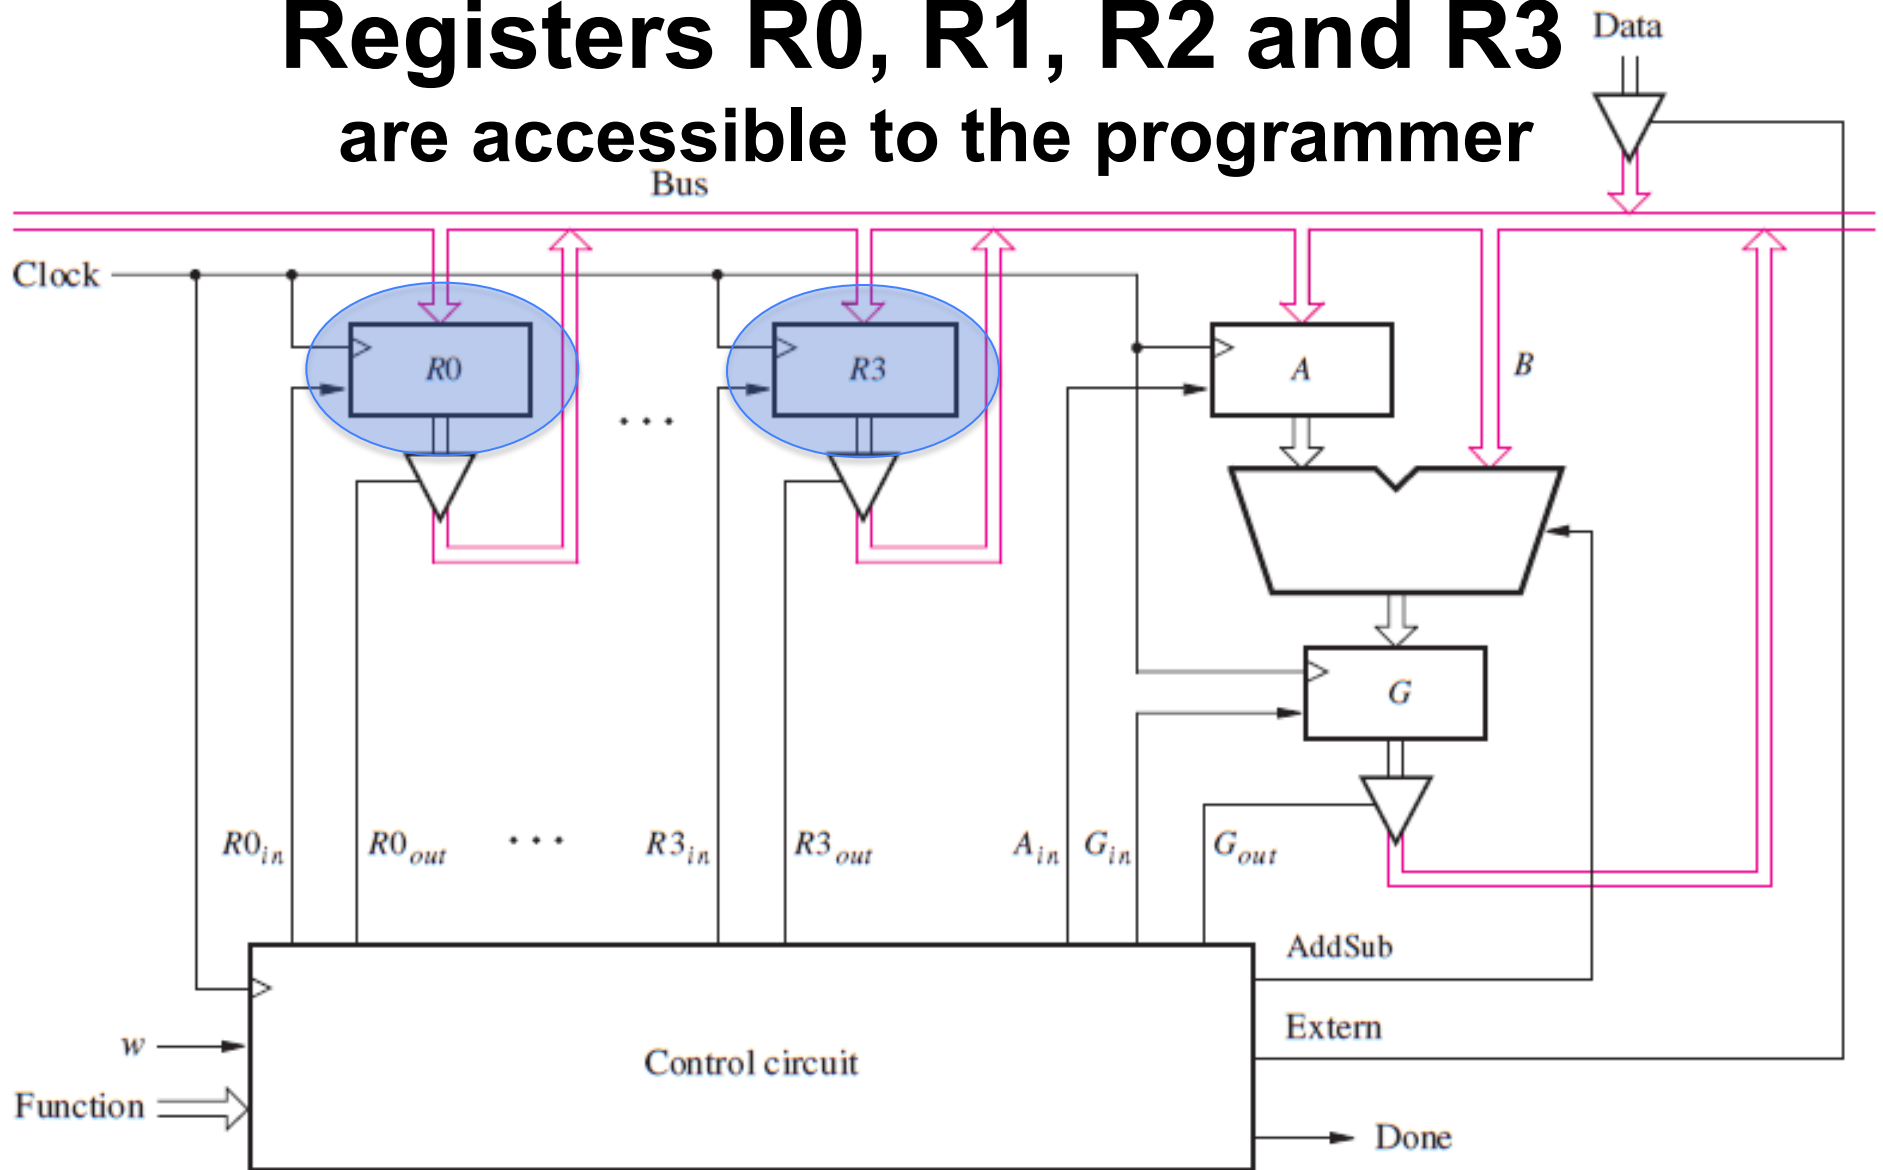 Registers R0, R1, R2 and R3
are accessible to the programmer
Data
Bus
Clock
R0
...
R3
A
B
G
R0in
R0out
...
R3in
R3out
Ain
Gin
Gout
AddSub
Extern
w
Control circuit
Function
Done